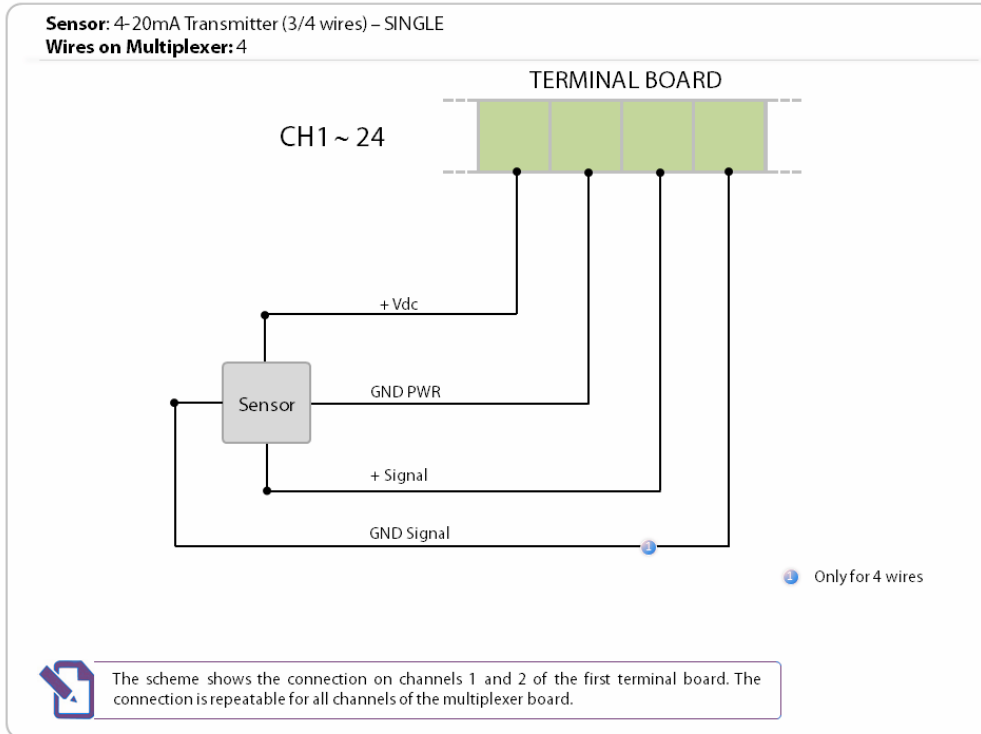 Sensor: 4-20mA Transmitter (3/4 wires) – SINGLE
Wires on Multiplexer: 4
TERMINAL BOARD
CH1 ~ 24
+ Vdc
GND PWR
Sensor
+ Signal
GND Signal
1
1 Only for 4 wires
The scheme shows the connection on channels 1 and 2 of the first terminal board. The
connection is repeatable for all channels of the multiplexer board.